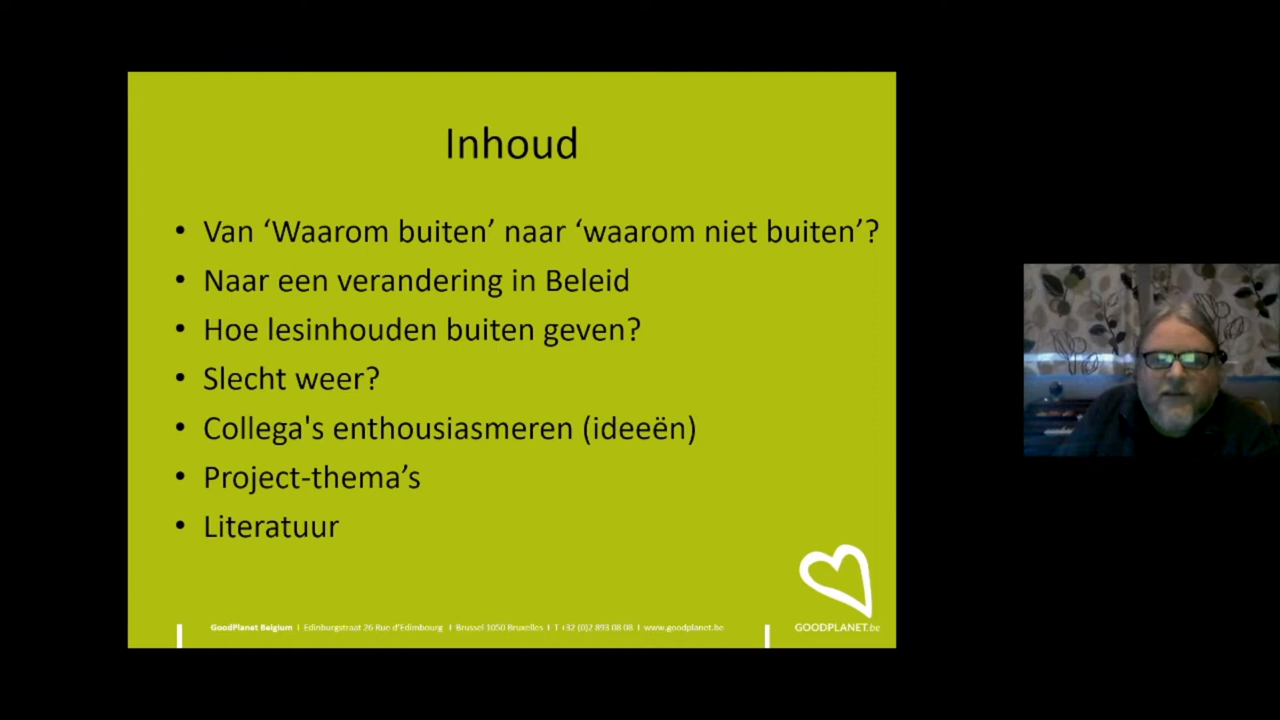 Inhoud
• Van ‘Waarom buiten’ naar ‘waarom niet buiten’?
• Naar een verandering in Beleid
• Hoe lesinhouden buiten geven?
• Slecht weer?
• Collega's enthousiasmeren (ideeën)
• Project-thema’s
• Literatuur
GoodPlanet Belgium I Edinburgstraat 26 Rue d'Edimbourg I Brussel 1050 Bruxelles I T +32 (0)2 893 08 08 I www.goodplanet.be
GOODPLANET.be